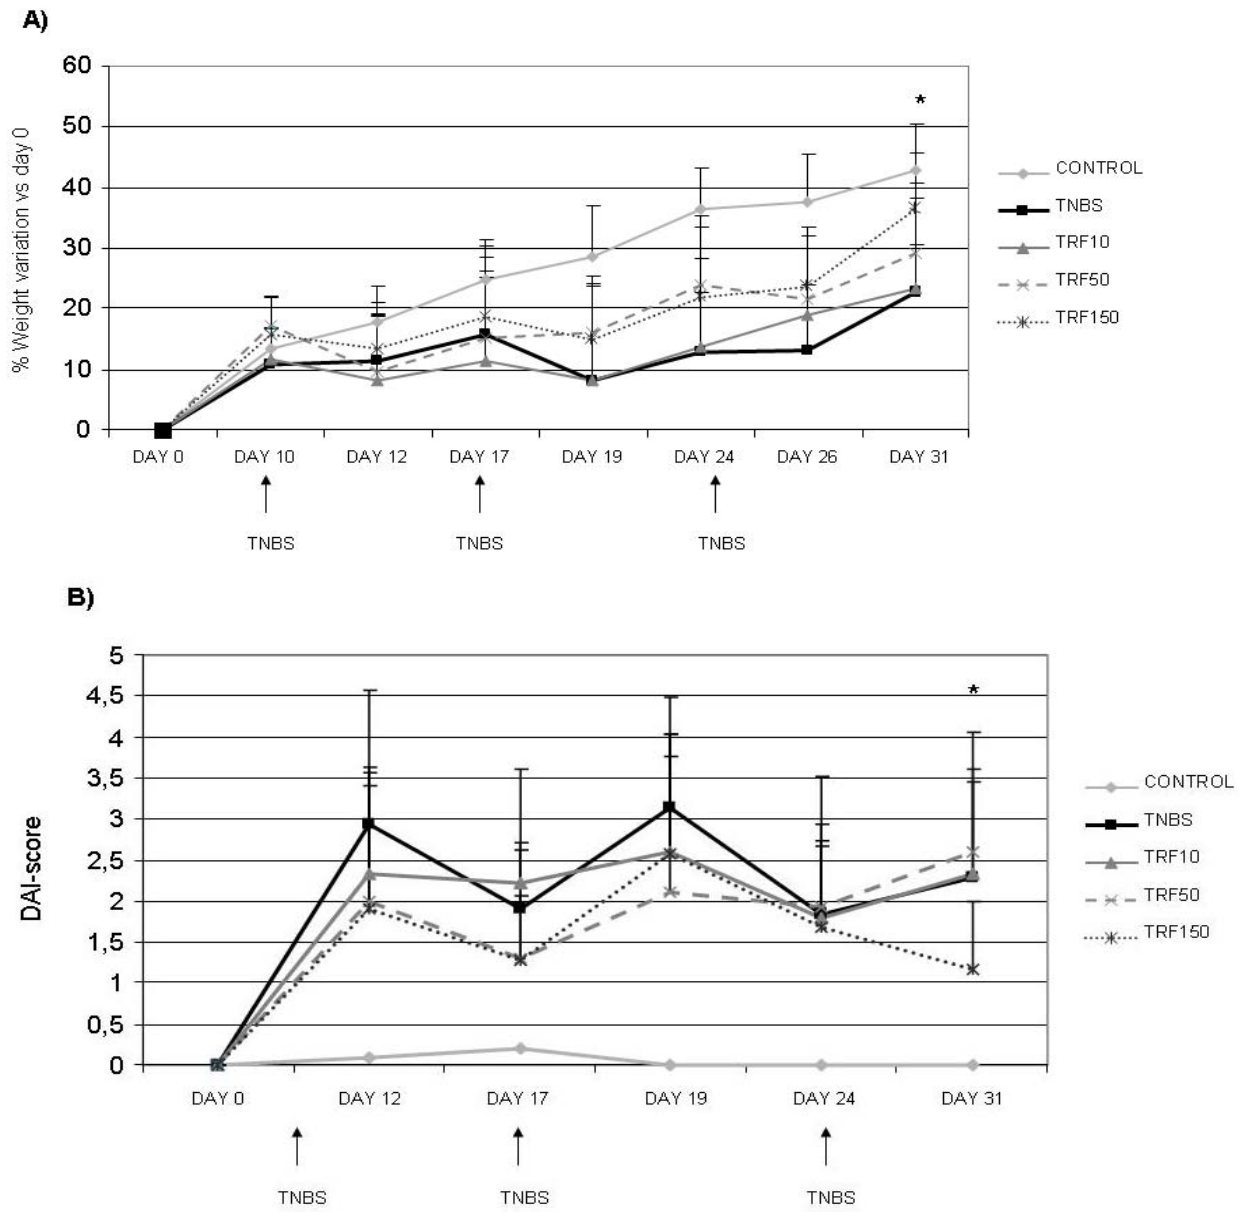 A)
% Weight variation vs day 0
60
50
40
30
20
10
0
*
DAY 0 DAY 10 DAY 12 DAY 17 DAY 19 DAY 24 DAY 26 DAY 31
TNBS TNBS TNBS
CONTROL
TNBS
TRF10
TRF50
TRF150
B)
DAI-score
5
4,5
4
3,5
3
2,5
2
1,5
1
0,5
0
*
DAY 0 DAY 12 DAY 17 DAY 19 DAY 24 DAY 31
TNBS TNBS TNBS
CONTROL
TNBS
TRF10
TRF50
TRF150